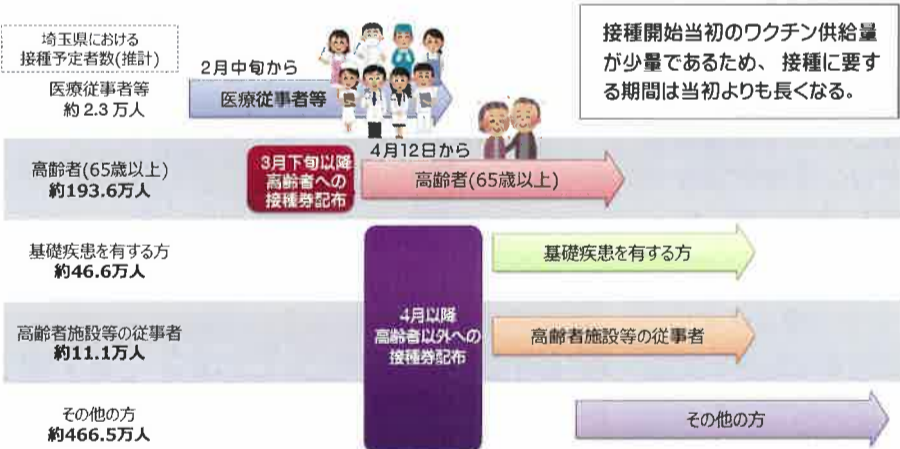 埼玉県における
接種予定者数(推計)
医療従事者等
約2.3万人
2月中旬から
医療従事者等
接種開始当初のワクチン供給量
が少量であるため、接種に要す
る期間は当初よりも長くなる。
高齢者(65歳以上)
約193.6万人
3月下旬以降
高齢者への
接種券配布
4月12日から
高齢者(65歳以上)
基礎疾患を有する方
約46.6万人
4月以降
高齢者以外への
接種券配布
基礎疾患を有する方
高齢者施設等の従事者
約11.1万人
高齢者施設等の従事者
その他の方
約466.5万人
その他の方